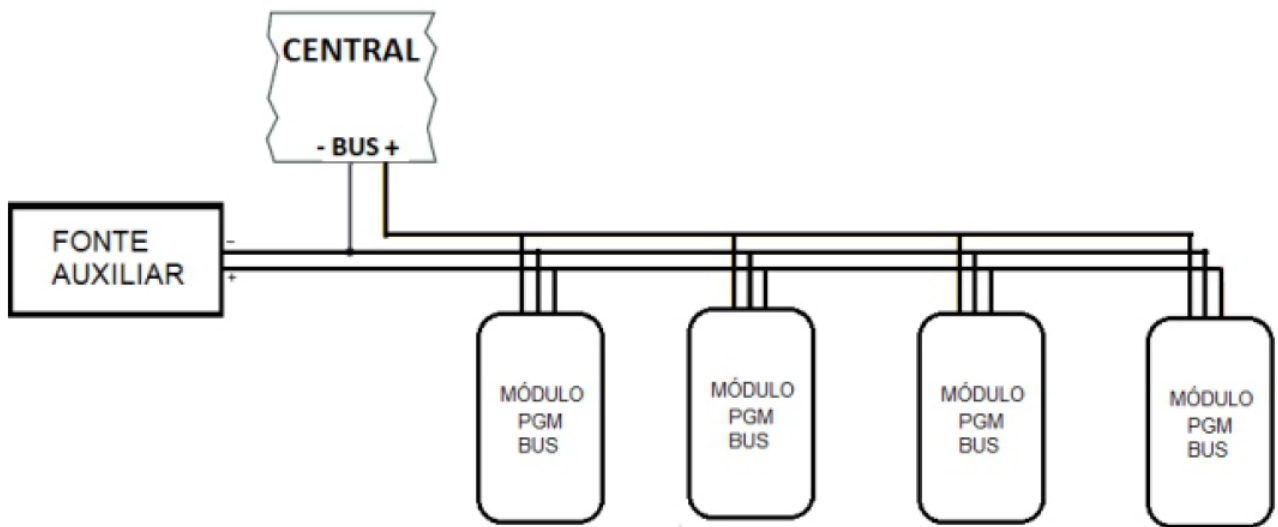 CENTRAL
- BUS +
FONTE
AUXILIAR
-
+
MÓDULO
PGM
BUS
MÓDULO
PGM
BUS
MÓDULO
PGM
BUS
MÓDULO
PGM
BUS